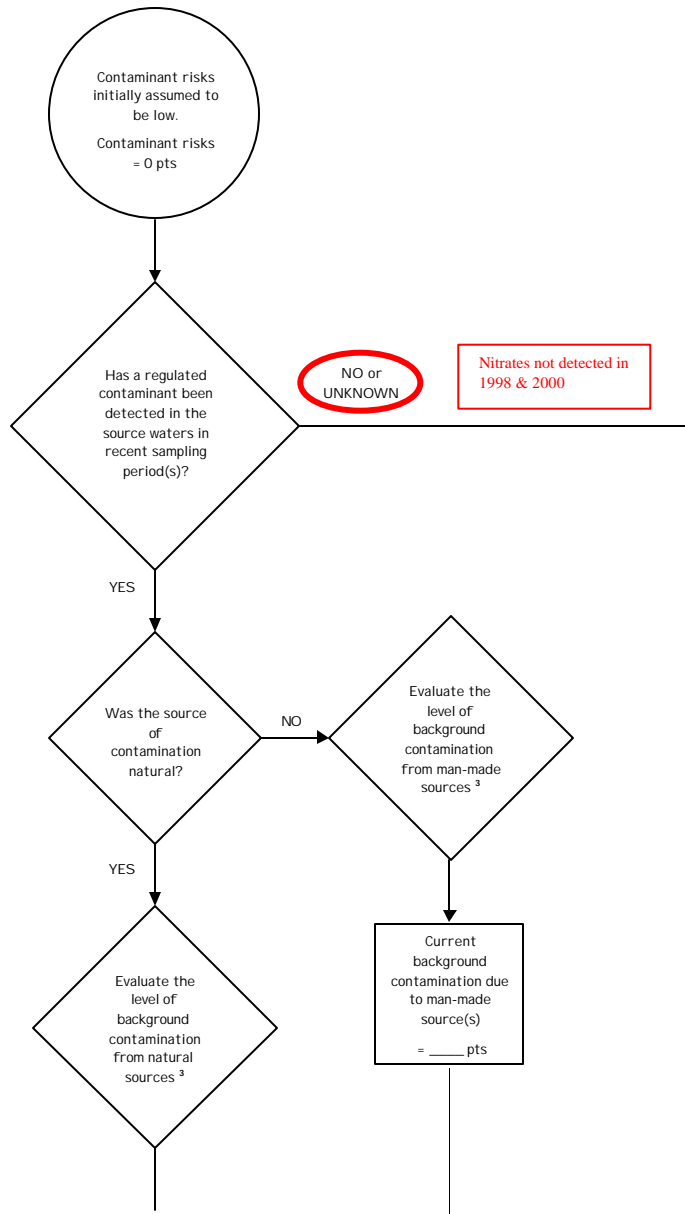 Contaminant risks
initially assumed to
be low.
Contaminant risks
= 0 pts
Has a regulated
contaminant been
detected in the
source waters in
recent sampling
period(s)?
NO or
UNKNOWN
Nitrates not detected in
1998 & 2000
YES
Was the source
of
contamination
natural?
NO
Evaluate the
level of
background
contamination
from man-made
sources ³
YES
Evaluate the
level of
background
contamination
from natural
sources ³
Current
background
contamination due
to man-made
source(s)
= _____ pts